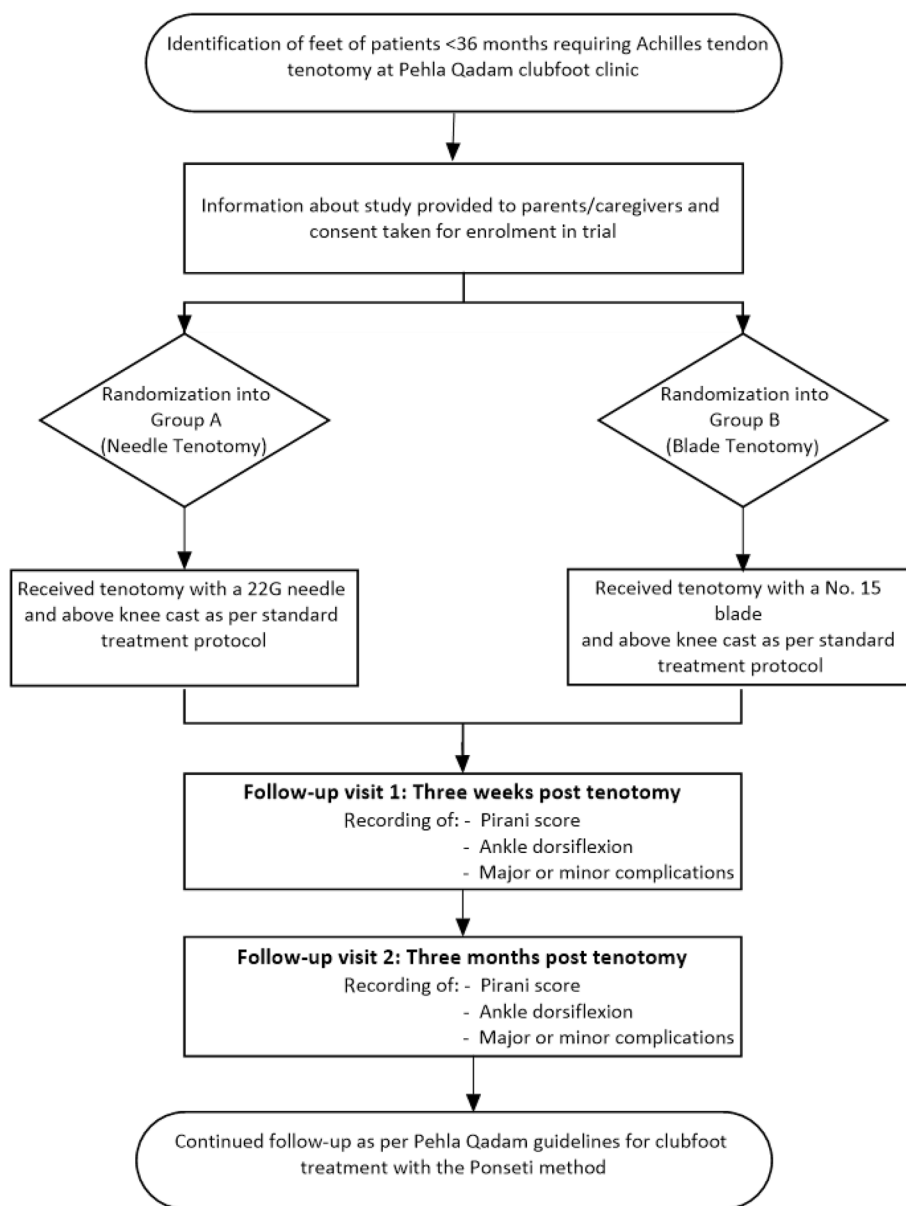 Identification of feet of patients <36 months requiring Achilles tendon
tenotomy at Pehla Qadam clubfoot clinic
Information about study provided to parents/caregivers and
consent taken for enrolment in trial
Randomization into
Group A
(Needle Tenotomy)
Randomization into
Group B
(Blade Tenotomy)
Received tenotomy with a 22G needle
and above knee cast as per standard
treatment protocol
Received tenotomy with a No. 15
blade
and above knee cast as per standard
treatment protocol
Follow-up visit 1: Three weeks post tenotomy
Recording of: - Pirani score
- Ankle dorsiflexion
- Major or minor complications
Follow-up visit 2: Three months post tenotomy
Recording of: - Pirani score
- Ankle dorsiflexion
- Major or minor complications
Continued follow-up as per Pehla Qadam guidelines for clubfoot
treatment with the Ponseti method